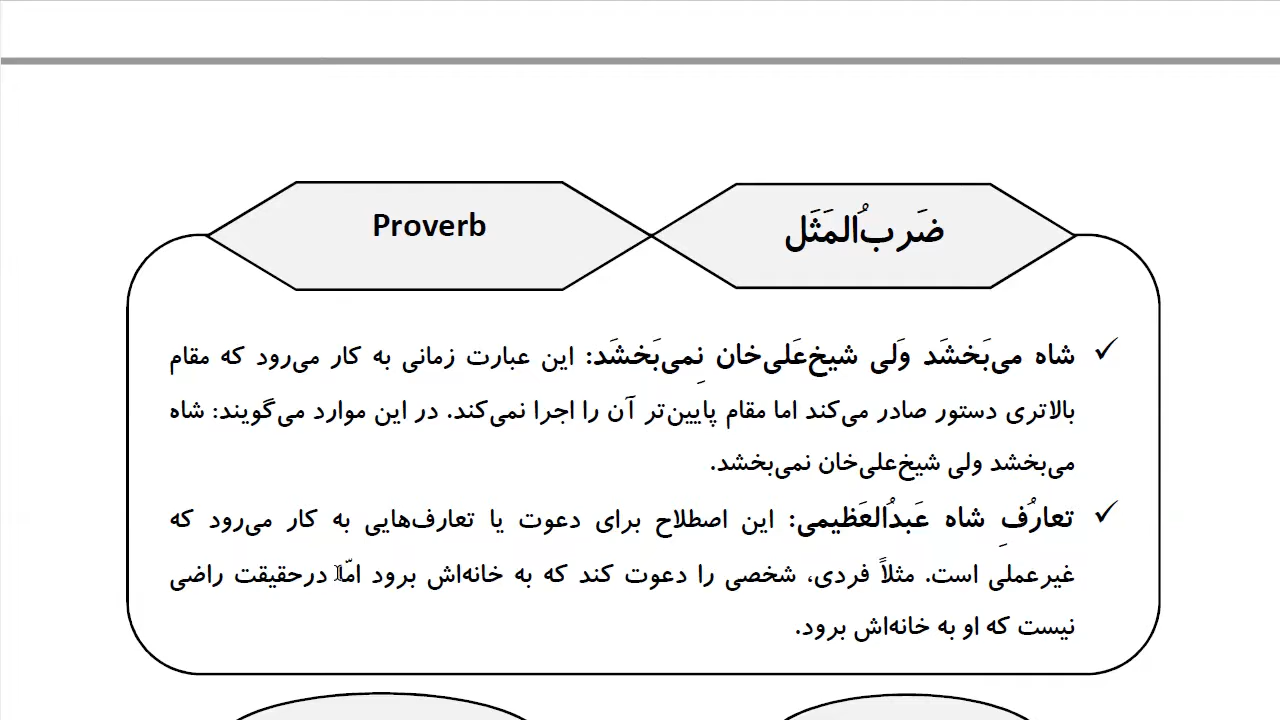 ضَربُ‌المَثَل
Proverb
شاه می‌بَخشَد وَلی شیخ‌عَلی‌خان نِمی‌بَخشَد: این عبارت زمانی به کار می‌رود که مقام
بالاتری دستور صادر می‌کند اما مقام پایین‌تر آن را اجرا نمی‌کند. در این موارد می‌گویند: شاه
می‌بخشد ولی شیخ‌علی‌خان نمی‌بخشد.
تعارُفِ شاه عَبدُالعَظیمی: این اصطلاح برای دعوت یا تعارف‌هایی به کار می‌رود که
غیرعملی است. مثلاً فردی، شخصی را دعوت کند که به خانه‌اش برود امّا درحقیقت راضی
نیست که او به خانه‌اش برود.